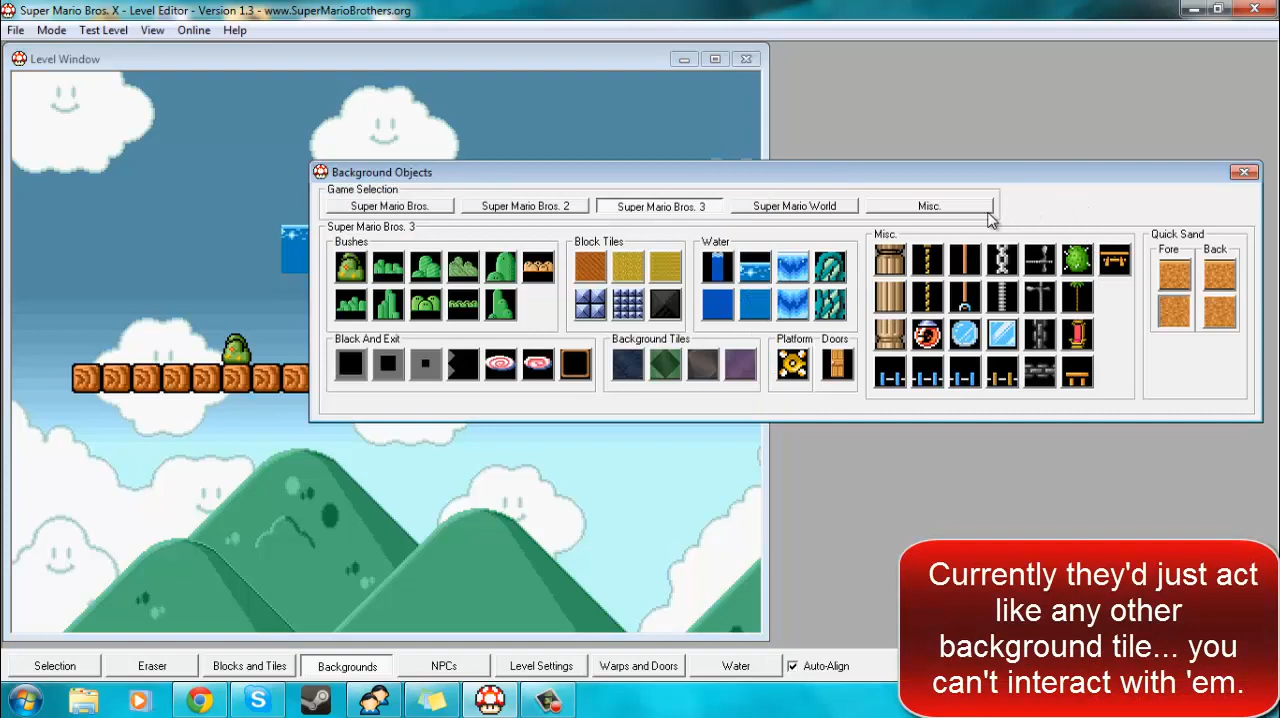 Super Mario Bros. X - Level Editor - Version 1.3 - www.SuperMarioBrothers.org
File Mode Test Level View Online Help
Level Window
Background Objects
Game Selection
Super Mario Bros. Super Mario Bros. 2 Super Mario Bros. 3 Super Mario World Misc.
Super Mario Bros. 3
Bushes Block Tiles Water Misc. Quick Sand
Fore Back
Black And Exit Background Tiles Platform Doors
Currently they'd just act
like any other
background tile... you
can't interact with 'em.
Selection Eraser Blocks and Tiles Backgrounds NPCs Level Settings Warps and Doors Water Auto-Align